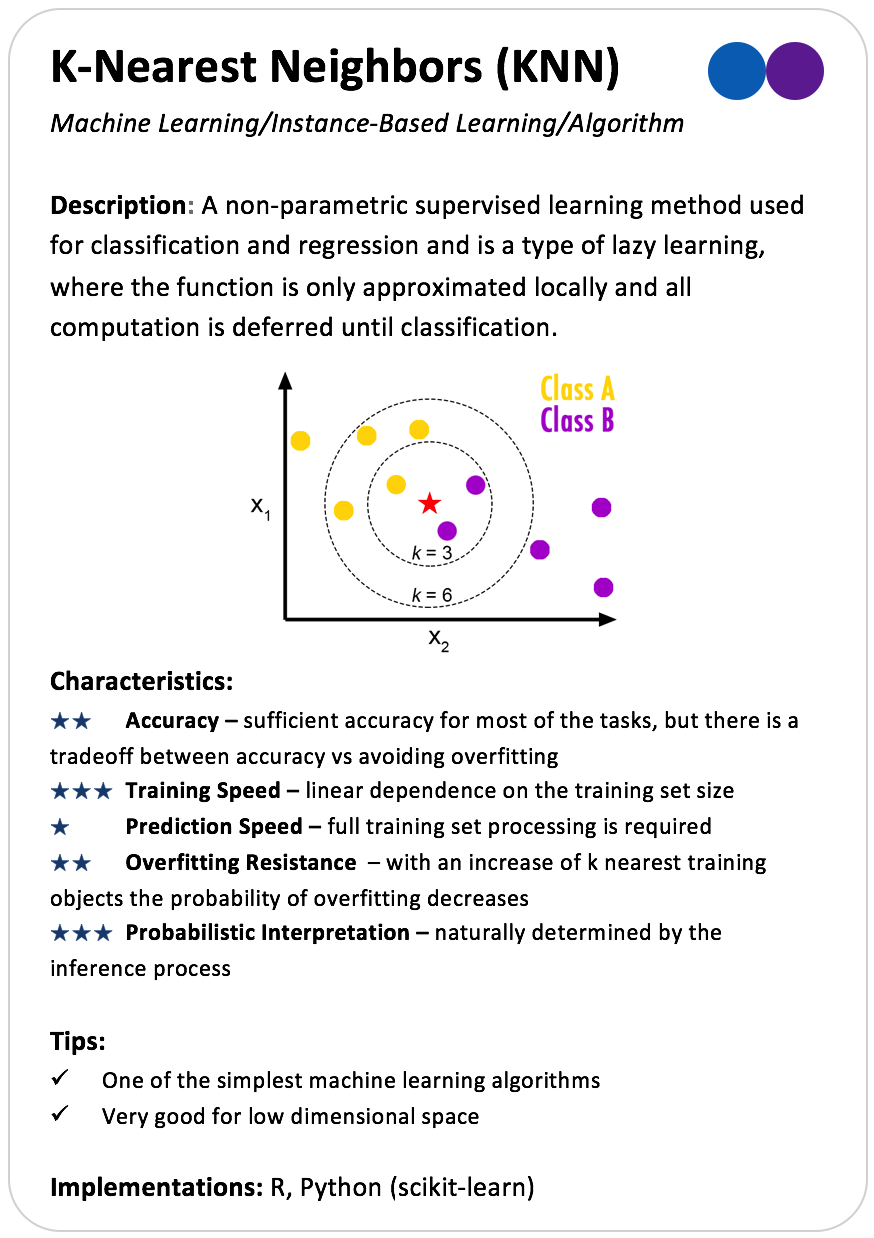 K-Nearest Neighbors (KNN)
Machine Learning/Instance-Based Learning/Algorithm
Description: A non-parametric supervised learning method used
for classification and regression and is a type of lazy learning,
where the function is only approximated locally and all
computation is deferred until classification.
Class A
Class B
X1
k = 3
k = 6
X2
Characteristics:
★★ Accuracy – sufficient accuracy for most of the tasks, but there is a
tradeoff between accuracy vs avoiding overfitting
★★★ Training Speed – linear dependence on the training set size
★ Prediction Speed – full training set processing is required
★★ Overfitting Resistance – with an increase of k nearest training
objects the probability of overfitting decreases
★★★ Probabilistic Interpretation – naturally determined by the
inference process
Tips:
✓ One of the simplest machine learning algorithms
✓ Very good for low dimensional space
Implementations: R, Python (scikit-learn)